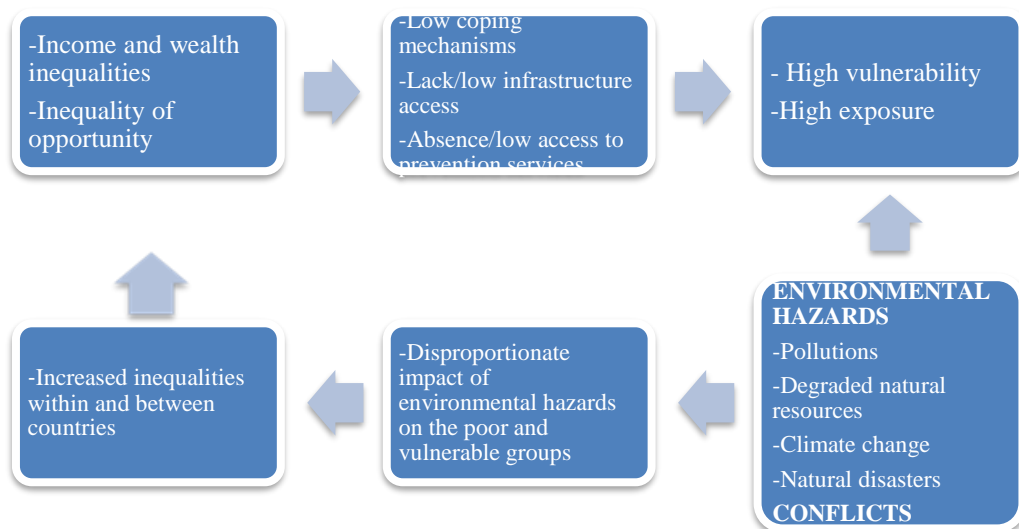 -Income and wealth
inequalities
-Inequality of
opportunity
-Low coping
mechanisms
-Lack/low infrastructure
access
-Absence/low access to
prevention services
- High vulnerability
-High exposure
-Increased inequalities
within and between
countries
-Disproportionate
impact of
environmental hazards
on the poor and
vulnerable groups
ENVIRONMENTAL
HAZARDS
-Pollutions
-Degraded natural
resources
-Climate change
-Natural disasters
CONFLICTS